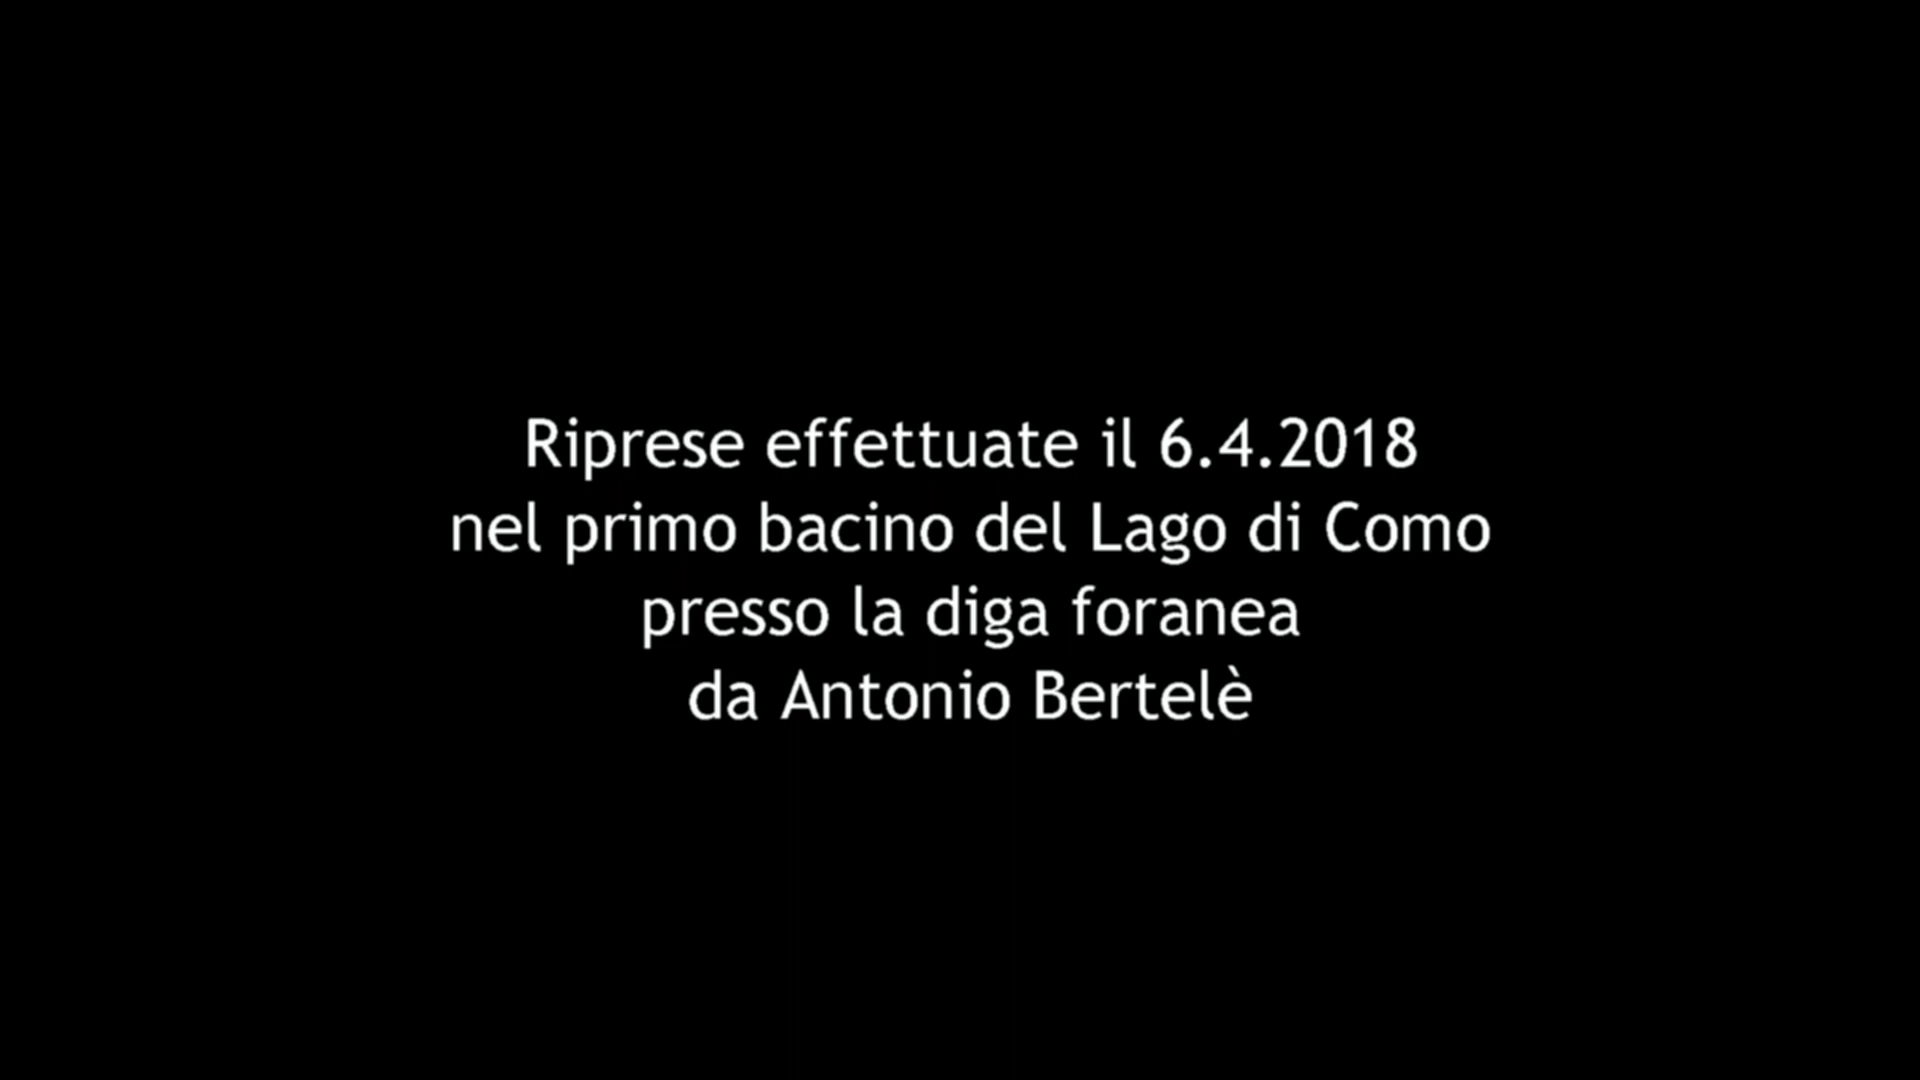 Riprese effettuate il 6.4.2018
nel primo bacino del Lago di Como
presso la diga foranea
da Antonio Bertelè